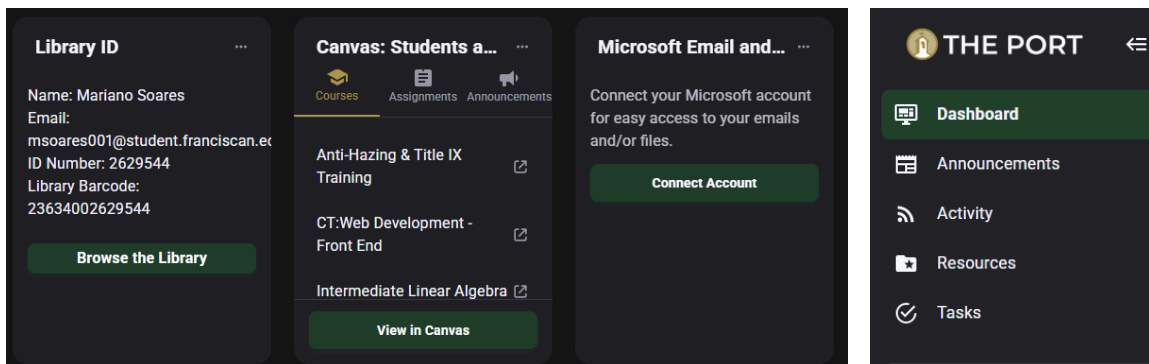 Library ID
Name: Mariano Soares
Email:
msoares001@student.franciscan.ec
ID Number: 2629544
Library Barcode:
23634002629544
Browse the Library
Canvas: Students a...
Courses
Assignments
Announcements
Anti-Hazing & Title IX
Training
CT:Web Development -
Front End
Intermediate Linear Algebra
View in Canvas
Microsoft Email and...
Connect your Microsoft account
for easy access to your emails
and/or files.
Connect Account
THE PORT
Dashboard
Announcements
Activity
Resources
Tasks